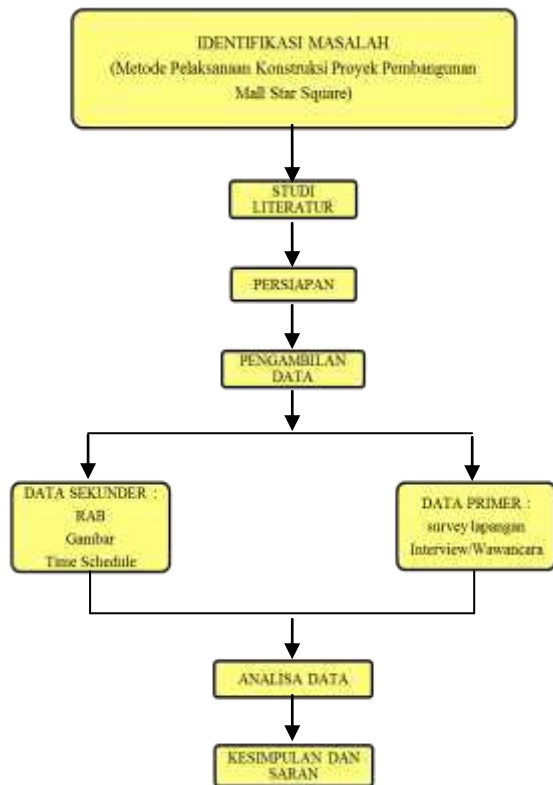 IDENTIFIKASI MASALAH
(Metode Pelaksanaan Konstruksi Proyek Pembangunan
Mall Star Square)
STUDI
LITERATUR
PERSIAPAN
PENGAMBILAN
DATA
DATA SEKUNDER :
RAB
Gambar
Time Schedule
DATA PRIMER :
survey lapangan
Interview/Wawancara
ANALISA DATA
KESIMPULAN DAN
SARAN